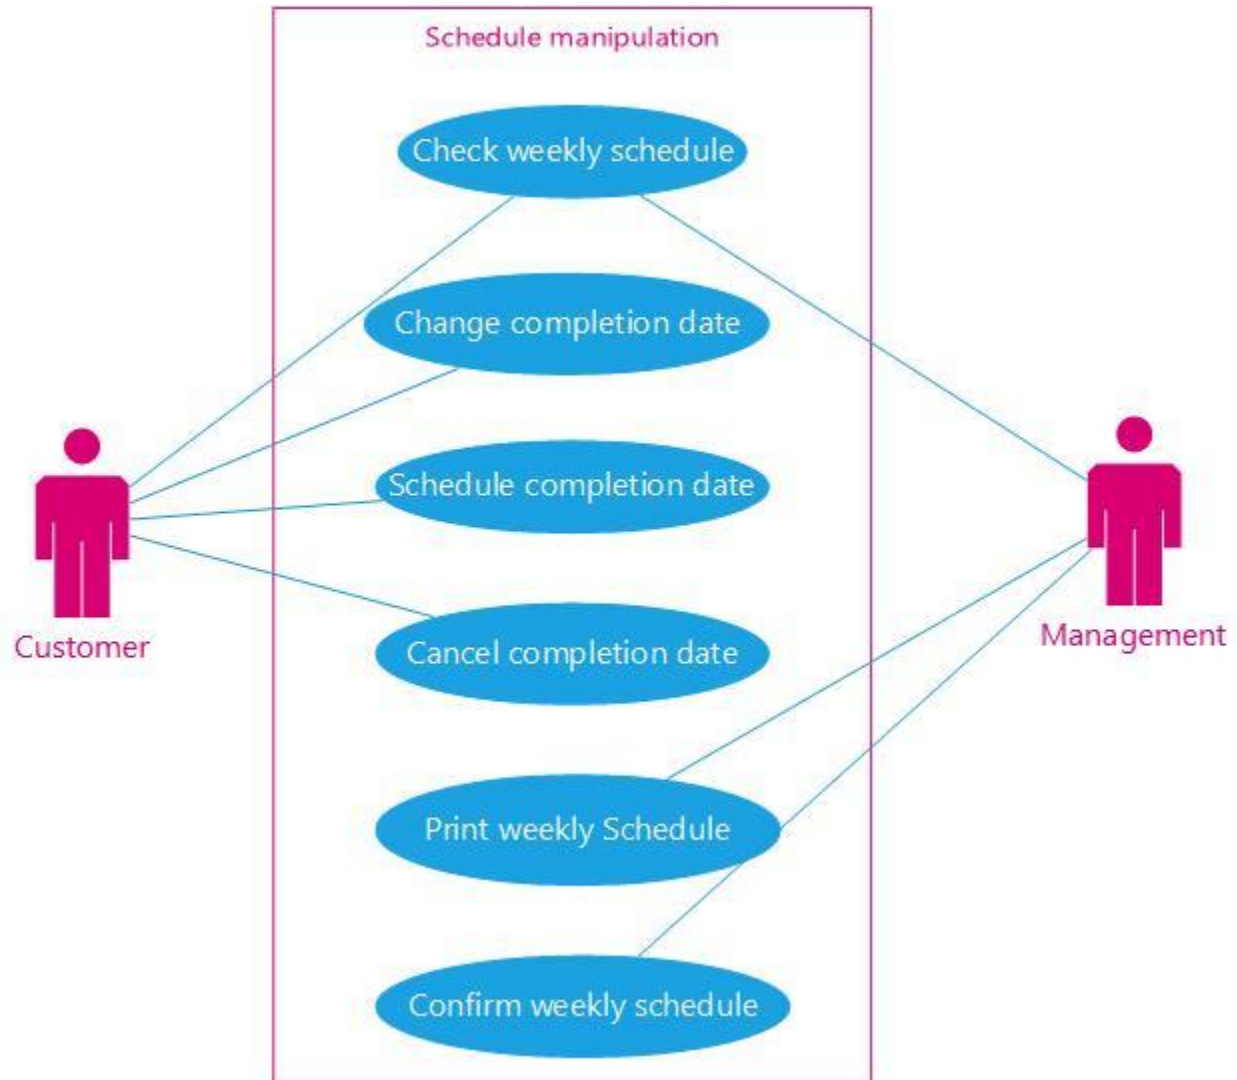 Schedule manipulation
Check weekly schedule
Change completion date
Schedule completion date
Cancel completion date
Customer
Management
Print weekly Schedule
Confirm weekly schedule